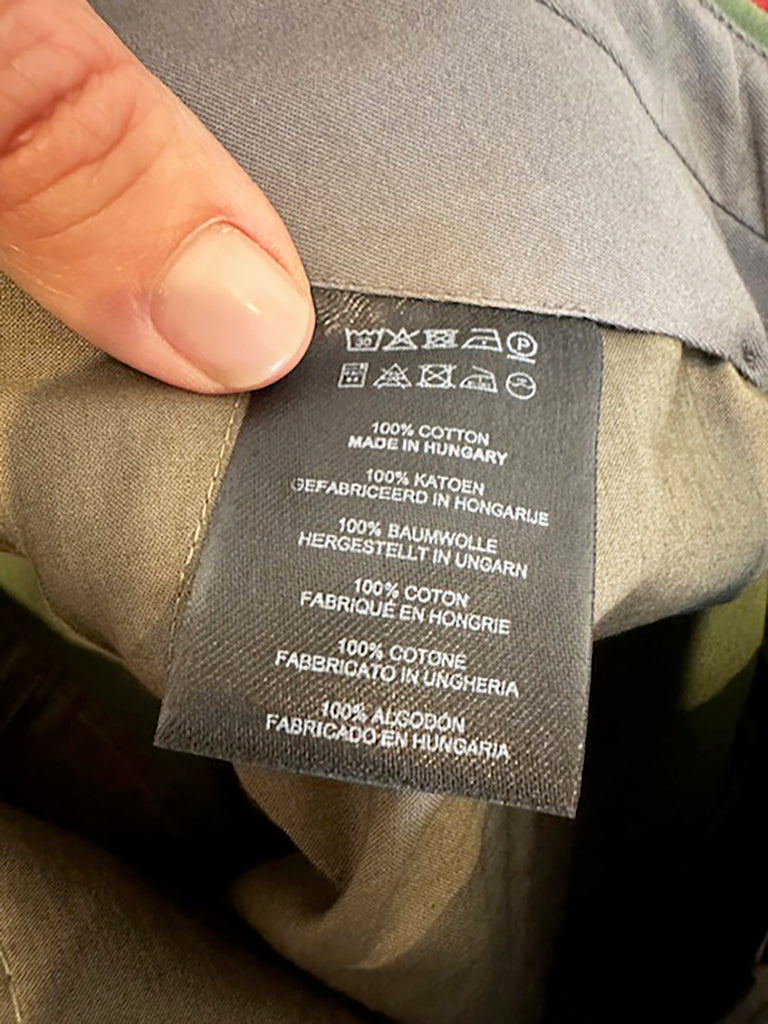 30 P
100% COTTON
MADE IN HUNGARY
100% KATOEN
GEFABRICEERD IN HONGARIJE
100% BAUMWOLLE
HERGESTELLT IN UNGARN
100% COTON
FABRIQUÉ EN HONGRIE
100% COTONE
FABBRICATO IN UNGHERIA
100% ALGODÓN
FABRICADO EN HUNGARIA